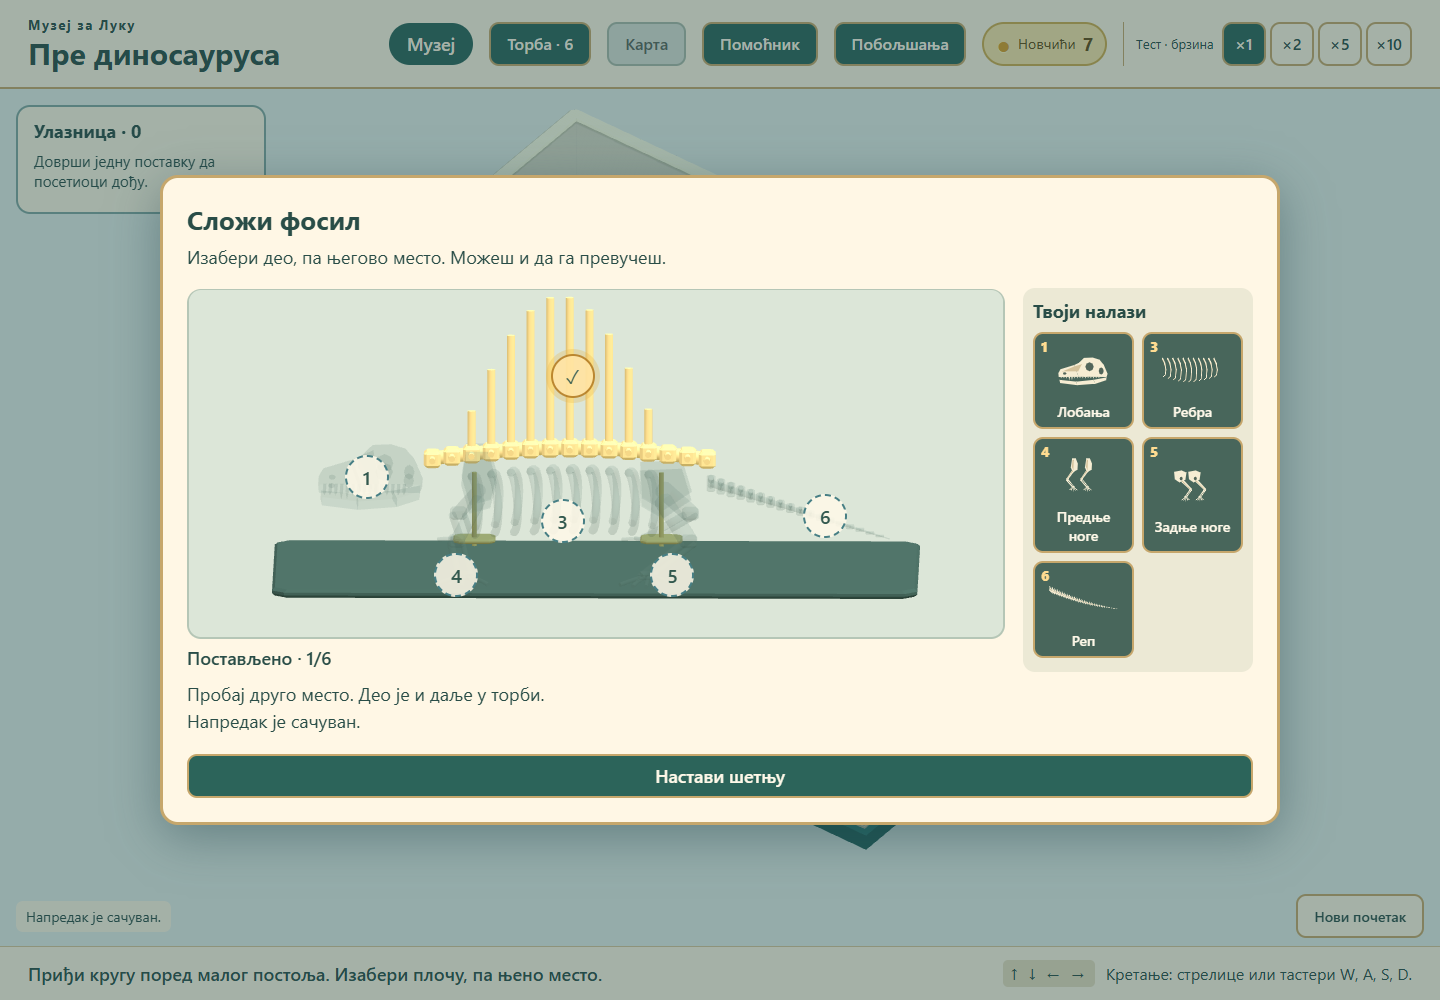 Музеј за Луку
Пре диносауруса
Музеј
Торба · 6
Карта
Помоћник
Побољшања
Новчићи 7
Тест · брзина
×1
×2
×5
×10
Улазница · 0
Доврши једну поставку да
посетиоци дођу.
Сложи фосил
Изабери део, па његово место. Можеш и да га превучеш.
✓
1
3
6
4
5
Твоји налази
1
Лобања
3
Ребра
4
Предње
ноге
5
Задње ноге
6
Реп
Постављено · 1/6
Пробај друго место. Део је и даље у торби.
Напредак је сачуван.
Настави шетњу
Напредак је сачуван.
Нови почетак
Приђи кругу поред малог постоља. Изабери плочу, па њено место.
↑ ↓ ← →
Кретање: стрелице или тастери W, A, S, D.